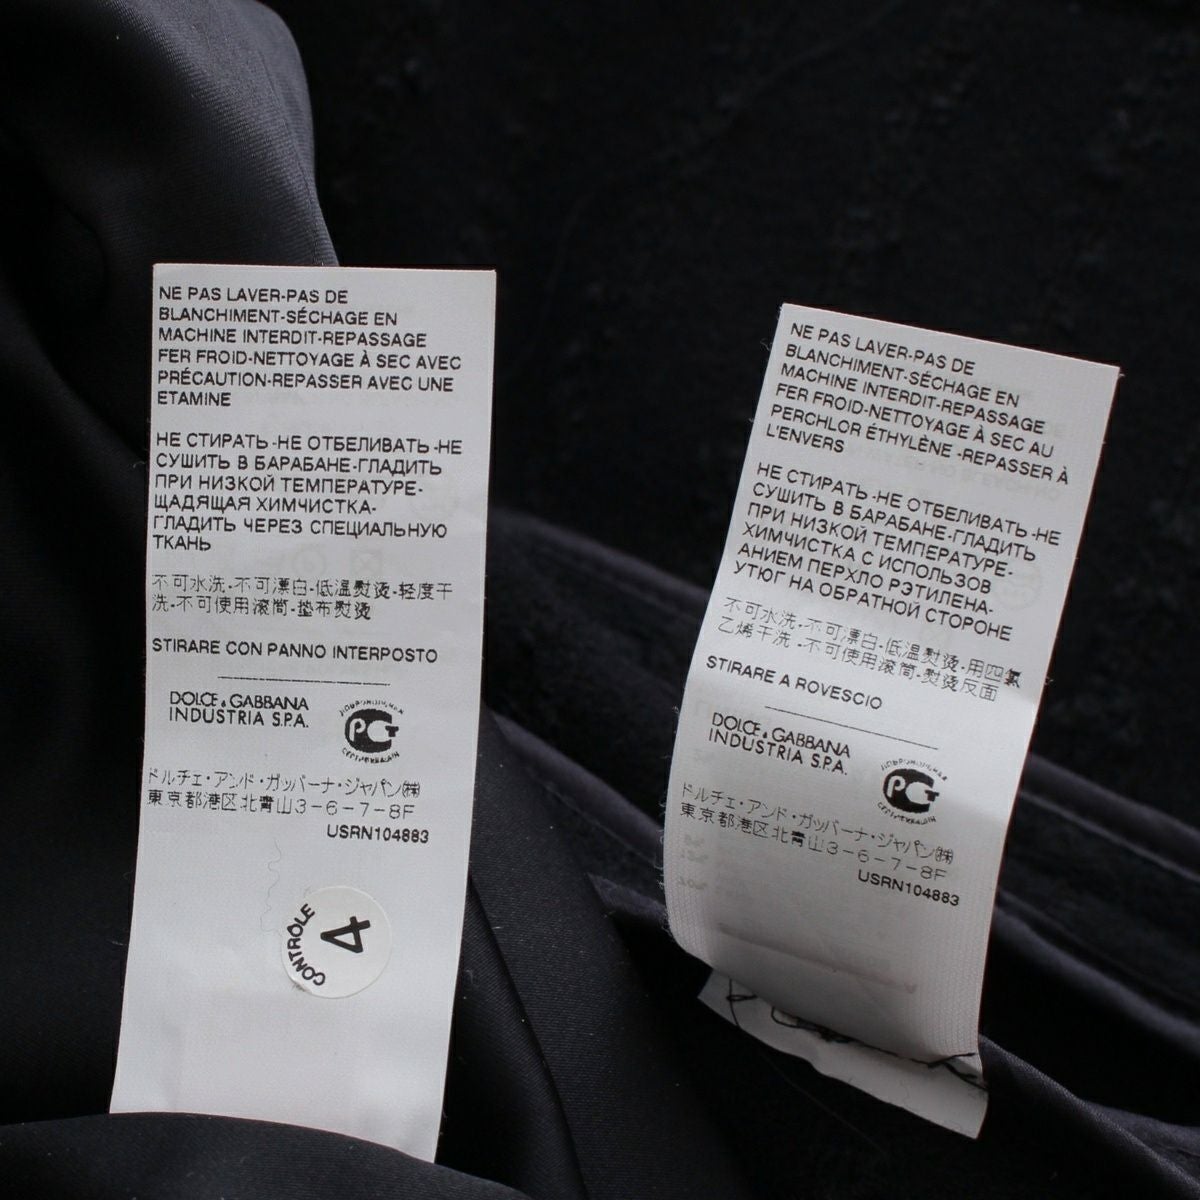 NE PAS LAVER-PAS DE
BLANCHIMENT-SÉCHAGE EN
MACHINE INTERDIT-REPASSAGE
FER FROID-NETTOYAGE À SEC AVEC
PRÉCAUTION-REPASSER AVEC UNE
ETAMINE
НЕ СТИРАТЬ-НЕ ОТБЕЛИВАТЬ-НЕ
СУШИТЬ В БАРАБАНЕ-ГЛАДИТЬ
ПРИ НИЗКОЙ ТЕМПЕРАТУРЕ-
ЩАДЯЩАЯ ХИМЧИСТКА-
ГЛАДИТЬ ЧЕРЕЗ СПЕЦИАЛЬНУЮ
ТКАНЬ
不可水洗-不可漂白-低温熨烫-轻度干
洗-不可使用滚筒-垫布熨烫
STIRARE CON PANNO INTERPOSTO
DOLCE & GABBANA
INDUSTRIA S.P.A.
ドルチェ・アンド・ガッバーナ・ジャパン㈱
東京都港区北青山3-6-7-8F
USRN104883
CONTRÔLE
4
NE PAS LAVER-PAS DE
BLANCHIMENT-SÉCHAGE EN
MACHINE INTERDIT-REPASSAGE
FER FROID-NETTOYAGE À SEC AU
PERCHLOR ÉTHYLÈNE -REPASSER À
L'ENVERS
НЕ СТИРАТЬ-НЕ ОТБЕЛИВАТЬ-НЕ
СУШИТЬ В БАРАБАНЕ-ГЛАДИТЬ
ПРИ НИЗКОЙ ТЕМПЕРАТУРЕ-
ХИМЧИСТКА С ИСПОЛЬЗОВ
АНИЕМ ПЕРХЛО РЭТИЛЕНА-
УТЮГ НА ОБРАТНОЙ СТОРОНЕ
不可水洗-不可漂白-低温熨烫-用四氯
乙烯干洗-不可使用滚筒-熨烫反面
STIRARE A ROVESCIO
DOLCE & GABBANA
INDUSTRIA S.P.A.
ドルチェ・アンド・ガッバーナ・ジャパン㈱
東京都港区北青山3-6-7-8F
USRN104883